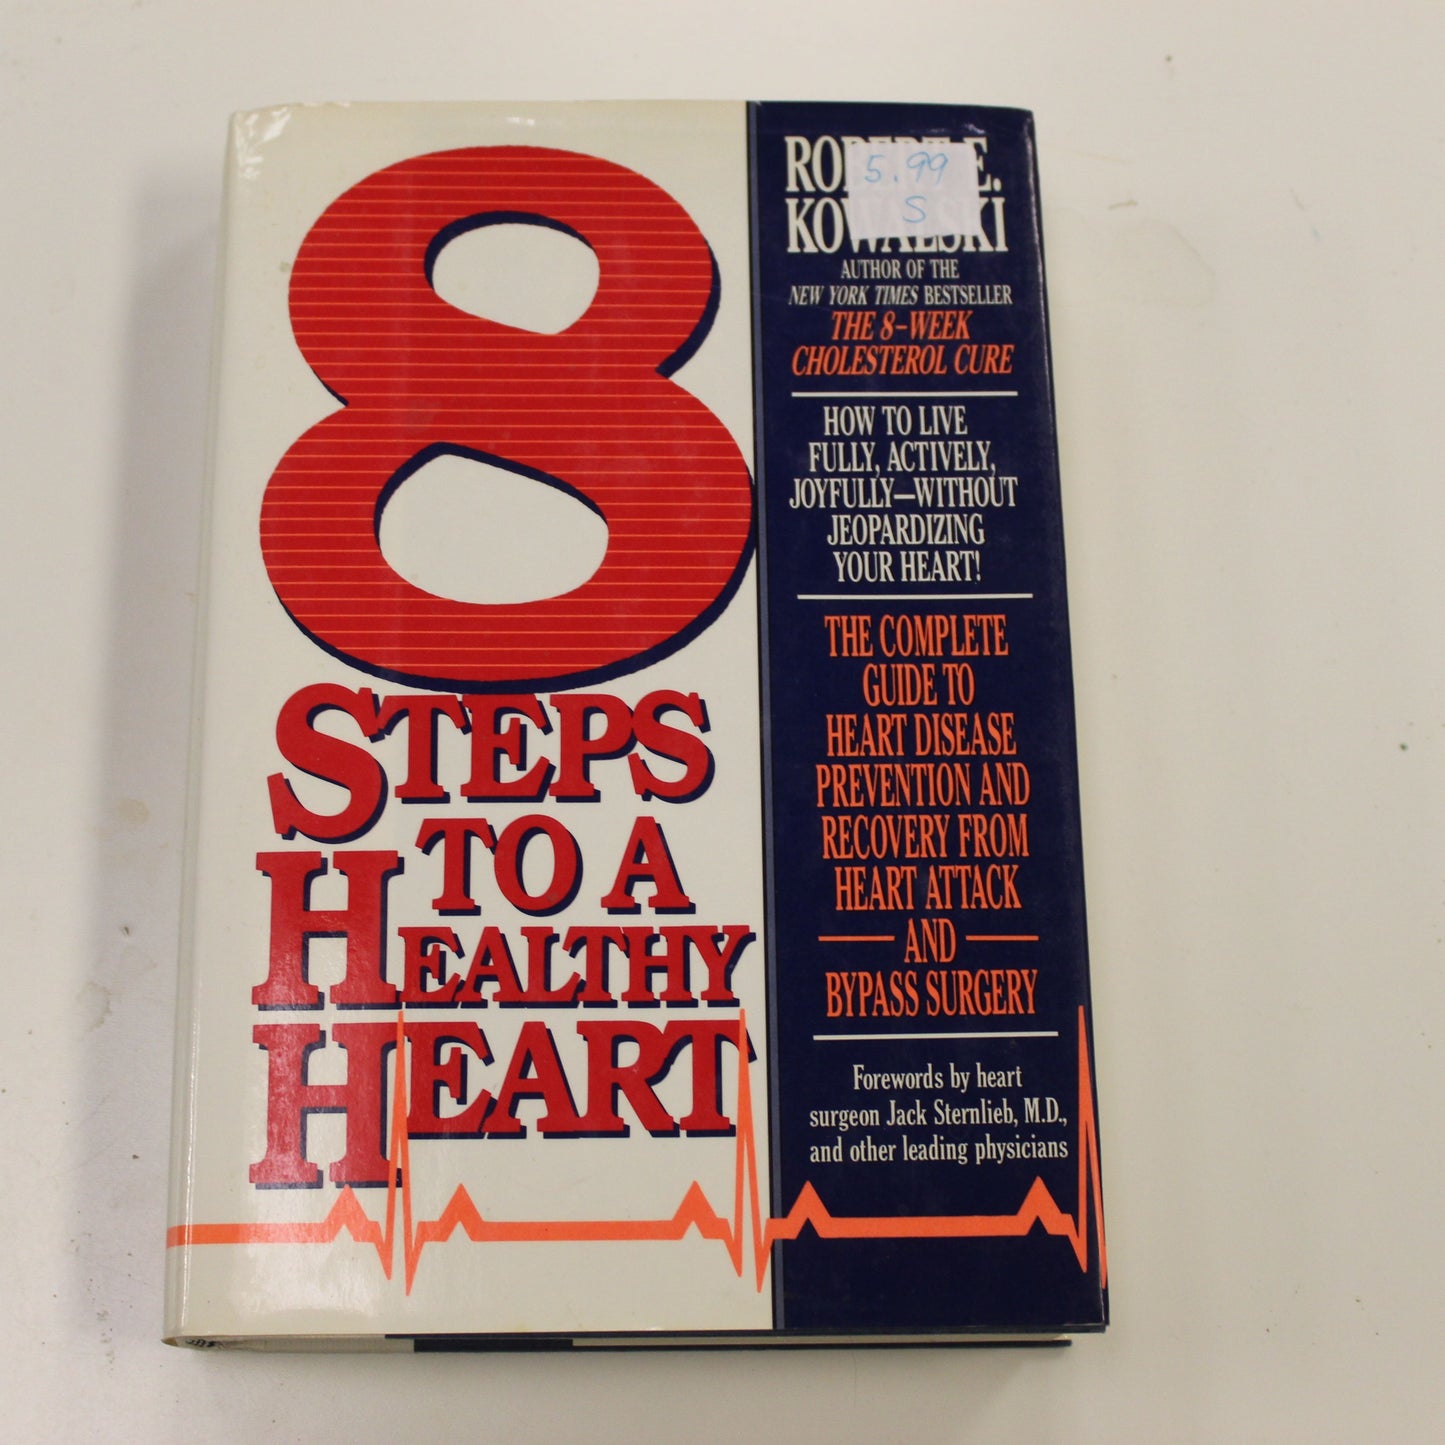 8
STEPS
TO A
HEALTHY
HEART
ROBERT E.
5.99
KOWALSKI
S
AUTHOR OF THE
NEW YORK TIMES BESTSELLER
THE 8-WEEK
CHOLESTEROL CURE
HOW TO LIVE
FULLY, ACTIVELY,
JOYFULLY—WITHOUT
JEOPARDIZING
YOUR HEART!
THE COMPLETE
GUIDE TO
HEART DISEASE
PREVENTION AND
RECOVERY FROM
HEART ATTACK
AND
BYPASS SURGERY
Forewords by heart
surgeon Jack Sternlieb, M.D.,
and other leading physicians